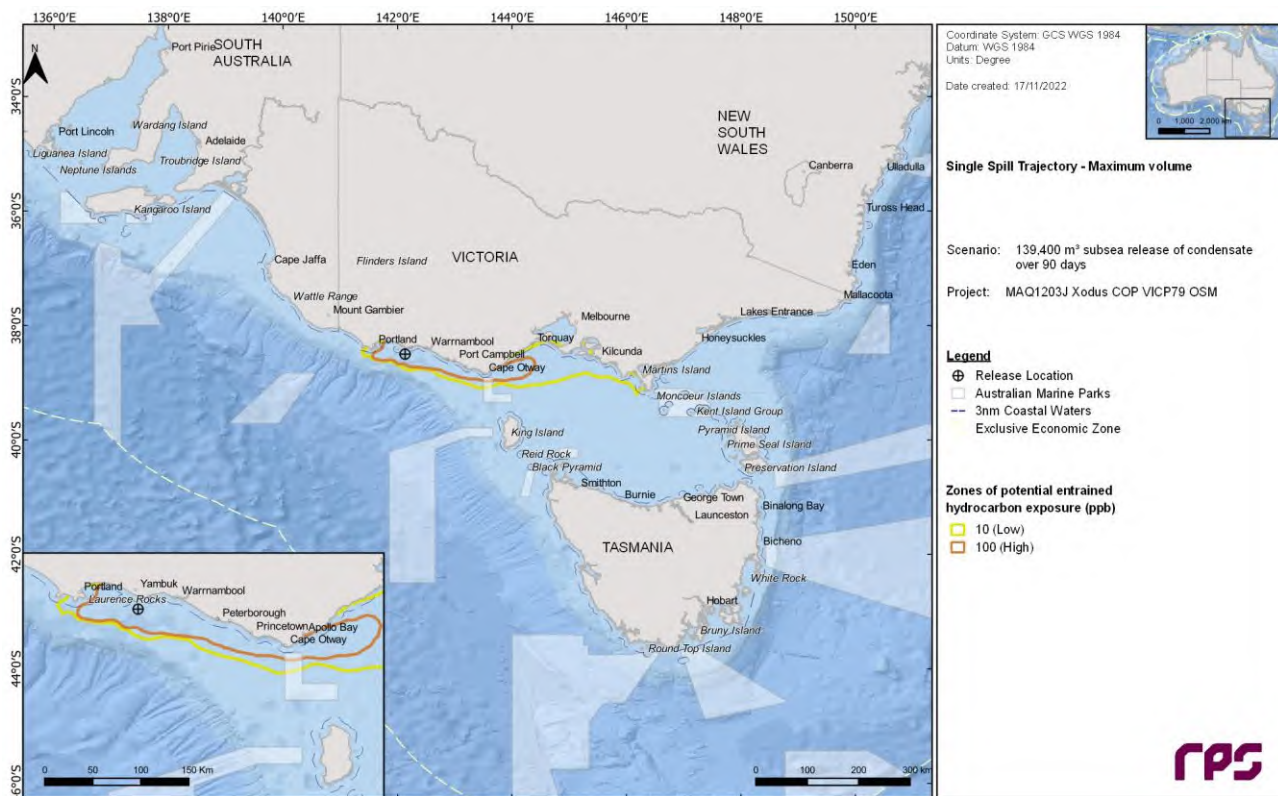 136.0°E 138°0'E 140°0'E 142°0'E 144°0'E 146°0'E 148°0'E 150°0'E
34°0'S
36°0'S
38°0'S
40°0'S
42°0'S
44°0'S
6°0'S
N
Port Pirie
SOUTH
AUSTRALIA
Port Lincoln
Wardang Island
Adelaide
Liguanea Island
Troubridge Island
Neptune Islands
Kangaroo Island
NEW
SOUTH
WALES
Canberra
Ulladulla
Tuross Head
Cape Jaffa
Flinders Island
VICTORIA
Eden
Wattle Range
Mount Gambier
Mallacoota
Melbourne
Lakes Entrance
Portland
Warrnambool
Torquay
Honeysuckles
Port Campbell
Kilcunda
Cape Otway
Martins Island
Moncoeur Islands
Kent Island Group
King Island
Pyramid Island
Prime Seal Island
Reid Rock
Black Pyramid
Preservation Island
Smithton
Burnie
George Town
Binalong Bay
Launceston
TASMANIA
Bicheno
White Rock
Hobart
Bruny Island
Round Top Island
Portland
Yambuk
Warrnambool
Laurence Rocks
Peterborough
Princetown
Apollo Bay
Cape Otway
0 50 100 150 Km
0 100 200 300 km
Coordinate System: GCS WGS 1984
Datum: WGS 1984
Units: Degree
Date created: 17/11/2022
0 1,000 2,000 km
Single Spill Trajectory - Maximum volume
Scenario: 139,400 m³ subsea release of condensate
over 90 days
Project: MAQ1203J Xodus COP VICP79 OSM
Legend
Release Location
Australian Marine Parks
3nm Coastal Waters
Exclusive Economic Zone
Zones of potential entrained
hydrocarbon exposure (ppb)
10 (Low)
100 (High)
rps